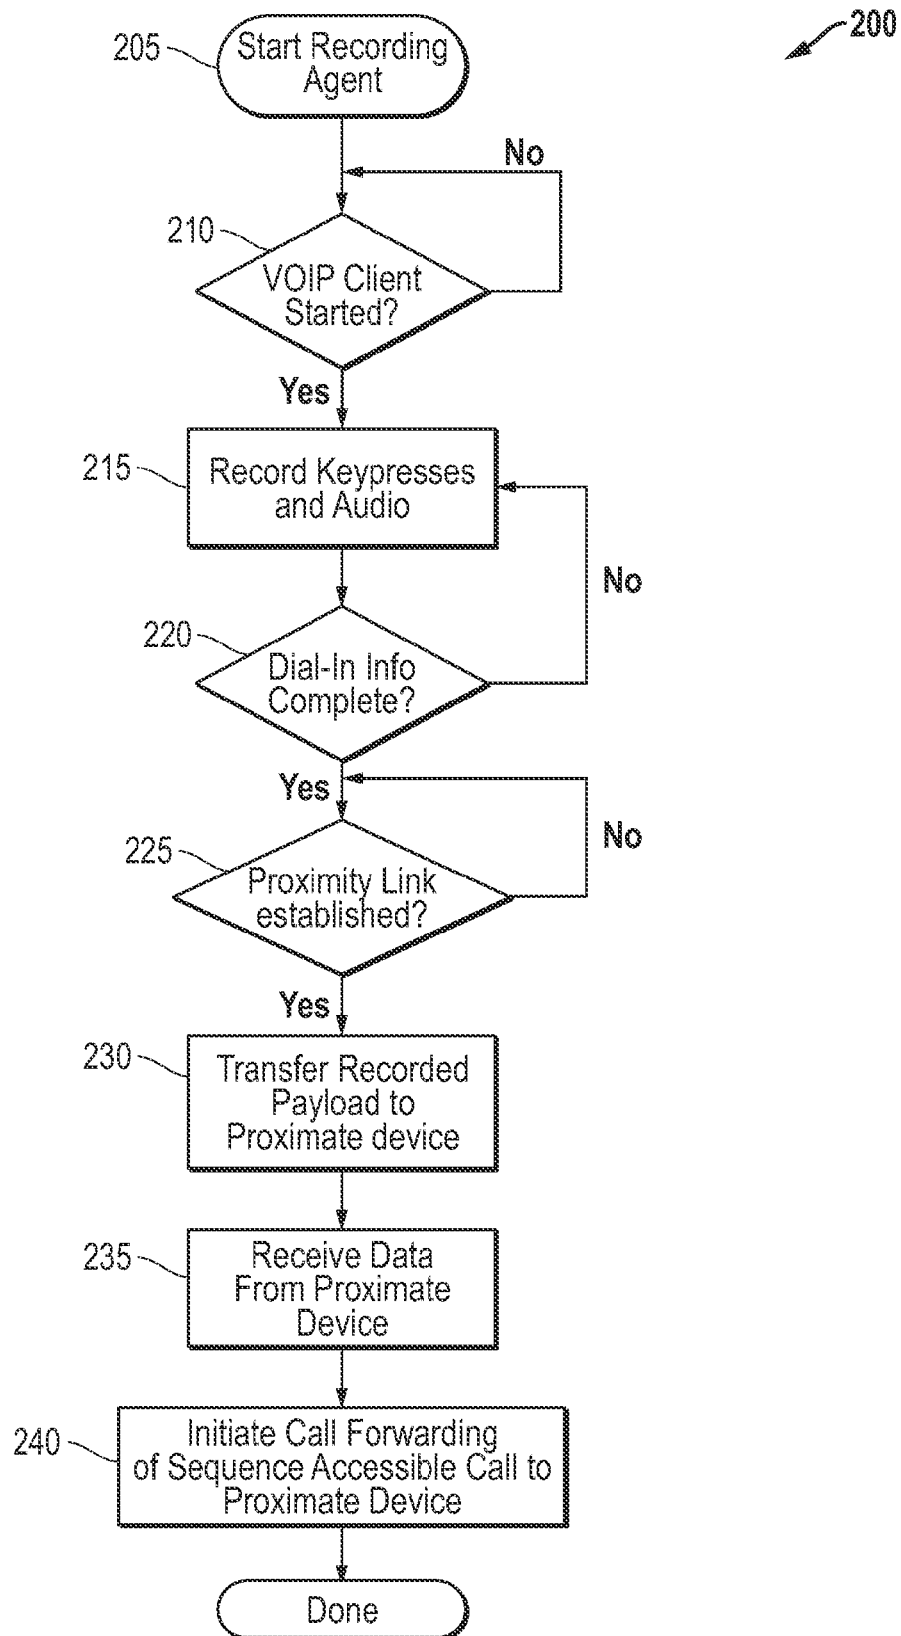 200
205
Start Recording
Agent
No
210
VOIP Client
Started?
Yes
215
Record Keypresses
and Audio
No
220
Dial-In Info
Complete?
Yes
No
225
Proximity Link
established?
Yes
230
Transfer Recorded
Payload to
Proximate device
235
Receive Data
From Proximate
Device
240
Initiate Call Forwarding
of Sequence Accessible Call to
Proximate Device
Done